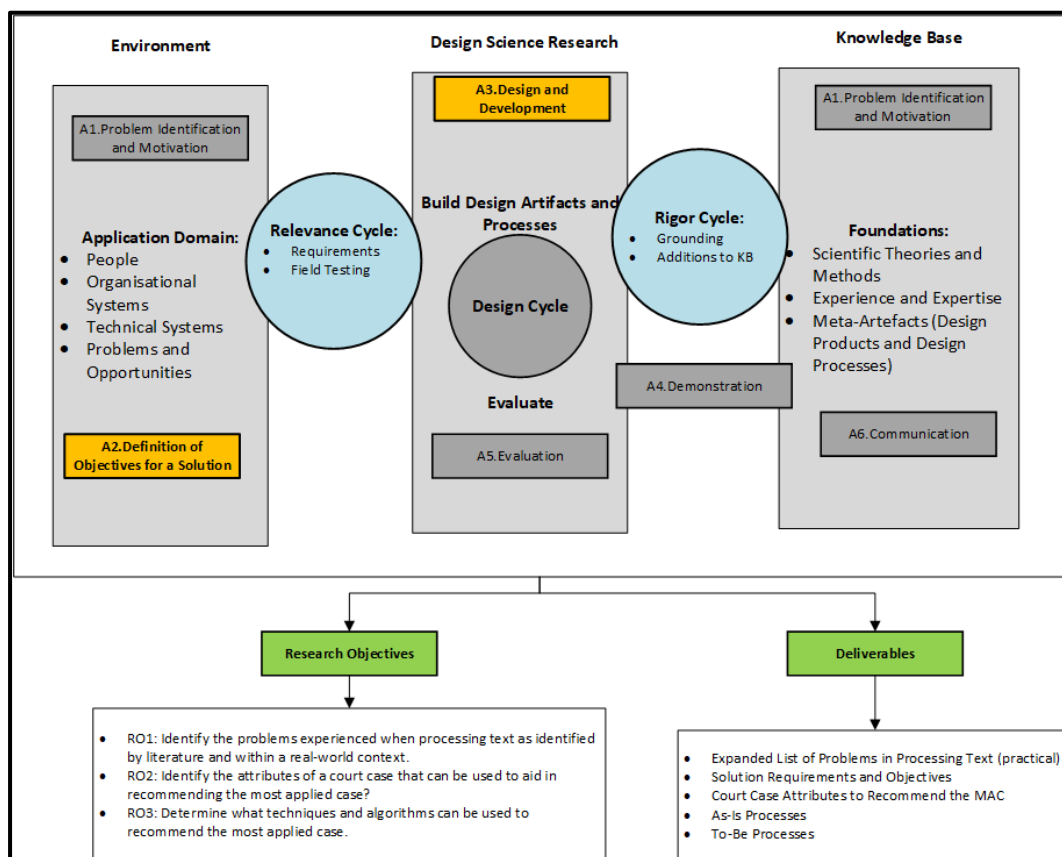 Environment
Design Science Research
Knowledge Base
A1.Problem Identification
and Motivation
Application Domain:
• People
• Organisational
Systems
• Technical Systems
• Problems and
Opportunities
A2.Definition of
Objectives for a Solution
Relevance Cycle:
• Requirements
• Field Testing
A3.Design and
Development
Build Design Artifacts and
Processes
Design Cycle
Evaluate
A5.Evaluation
Rigor Cycle:
• Grounding
• Additions to KB
A4.Demonstration
A1.Problem Identification
and Motivation
Foundations:
• Scientific Theories and
Methods
• Experience and Expertise
• Meta-Artefacts (Design
Products and Design
Processes)
A6.Communication
Research Objectives
Deliverables
• RO1: Identify the problems experienced when processing text as identified
by literature and within a real-world context.
• RO2: Identify the attributes of a court case that can be used to aid in
recommending the most applied case?
• RO3: Determine what techniques and algorithms can be used to
recommend the most applied case.
• Expanded List of Problems in Processing Text (practical)
• Solution Requirements and Objectives
• Court Case Attributes to Recommend the MAC
• As-Is Processes
• To-Be Processes